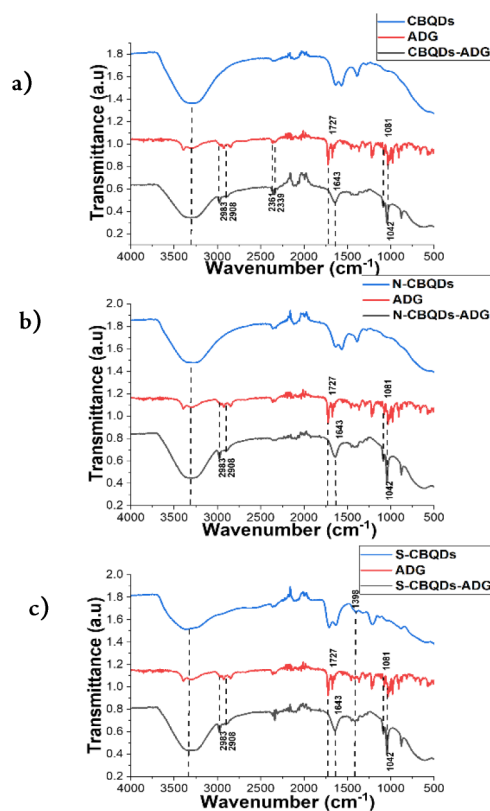 a)
CBQDs
ADG
CBQDs-ADG
Transmittance (a.u)
1.8
1.6
1.4
1.2
1.0
0.8
0.6
0.4
1727
1081
2983
2908
2361
2339
1643
1042
4000 3500 3000 2500 2000 1500 1000 500
Wavenumber (cm⁻¹)
b)
N-CBQDs
ADG
N-CBQDs-ADG
Transmittance (a.u)
2.0
1.8
1.6
1.4
1.2
1.0
0.8
0.6
0.4
0.2
1727
1081
2983
2908
1643
1042
4000 3500 3000 2500 2000 1500 1000 500
Wavenumber (cm⁻¹)
c)
S-CBQDs
ADG
S-CBQDs-ADG
Transmittance (a.u)
2.0
1.8
1.6
1.4
1.2
1.0
0.8
0.6
0.4
0.2
1398
1727
1081
2983
2908
1643
1042
4000 3500 3000 2500 2000 1500 1000 500
Wavenumber (cm⁻¹)